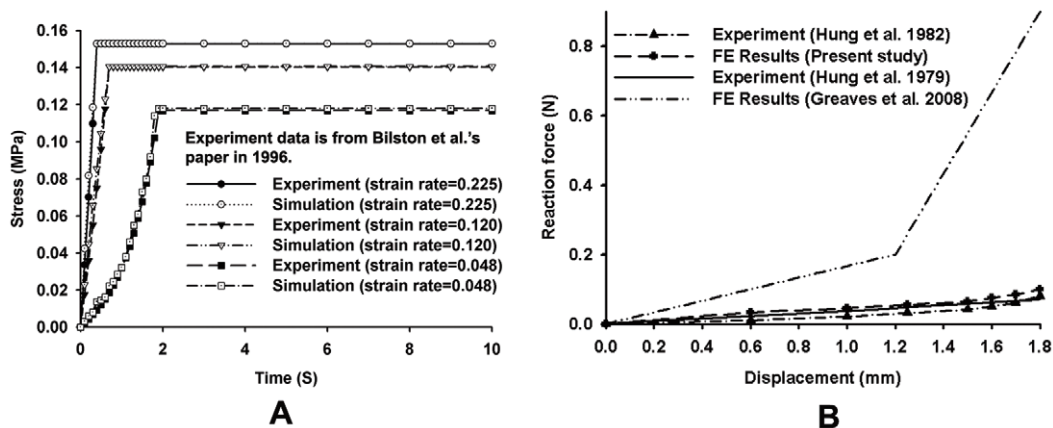 0.16
0.14
0.12
0.10
0.08
0.06
0.04
0.02
0.00
Stress (MPa)
Experiment data is from Bilston et al.'s
paper in 1996.
Experiment (strain rate=0.225)
Simulation (strain rate=0.225)
Experiment (strain rate=0.120)
Simulation (strain rate=0.120)
Experiment (strain rate=0.048)
Simulation (strain rate=0.048)
0 2 4 6 8 10
Time (S)
A
0.8
0.6
0.4
0.2
0.0
Reaction force (N)
Experiment (Hung et al. 1982)
FE Results (Present study)
Experiment (Hung et al. 1979)
FE Results (Greaves et al. 2008)
0.0 0.2 0.4 0.6 0.8 1.0 1.2 1.4 1.6 1.8
Displacement (mm)
B